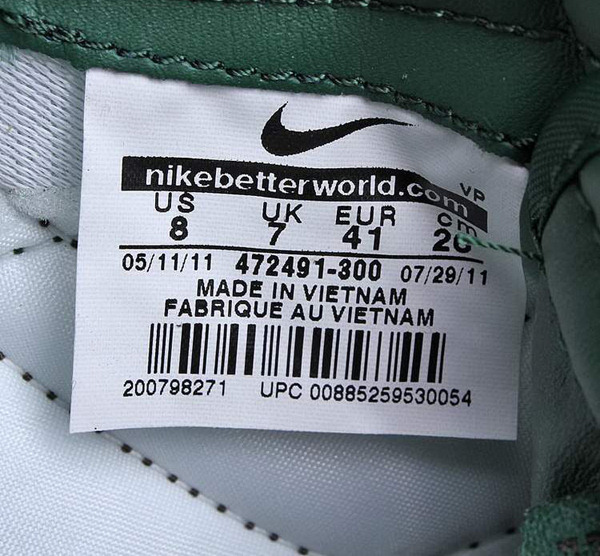 nikebetterworld.com
VP
US UK EUR cm
8 7 41 26
05/11/11 472491-300 07/29/11
MADE IN VIETNAM
FABRIQUE AU VIETNAM
200798271 UPC 00885259530054